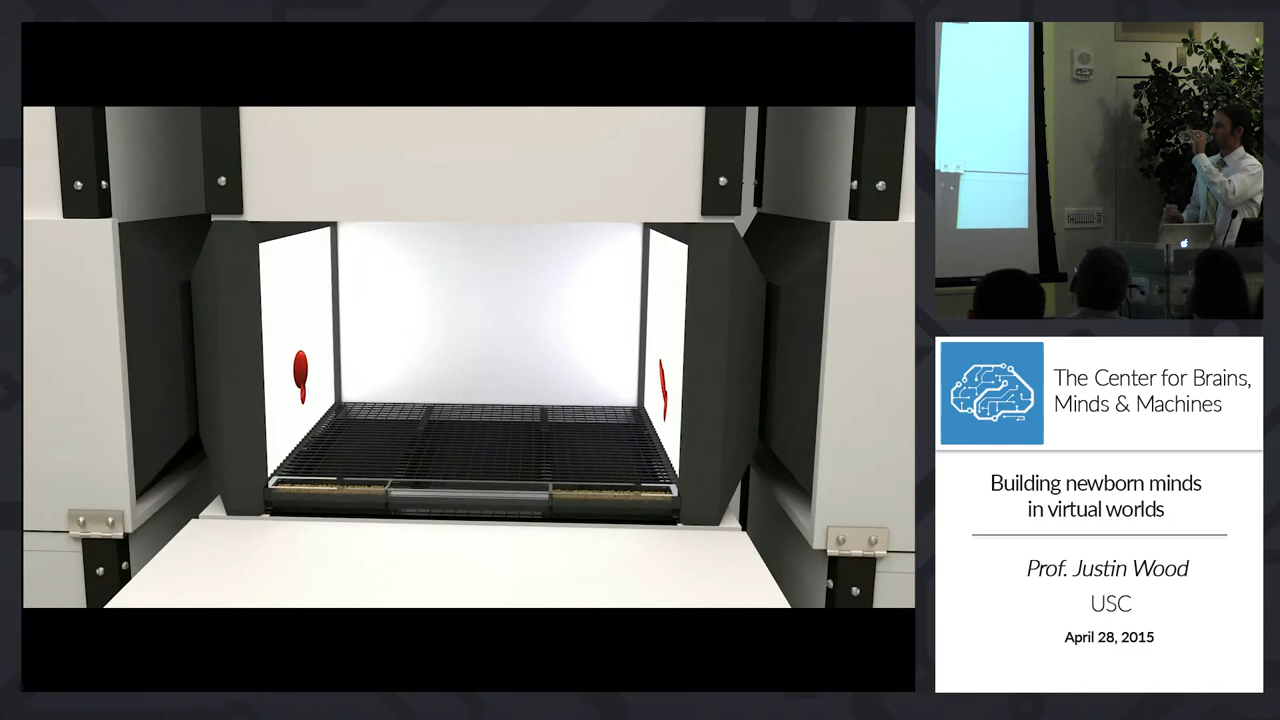 The Center for Brains,
Minds & Machines
Building newborn minds
in virtual worlds
Prof. Justin Wood
USC
April 28, 2015